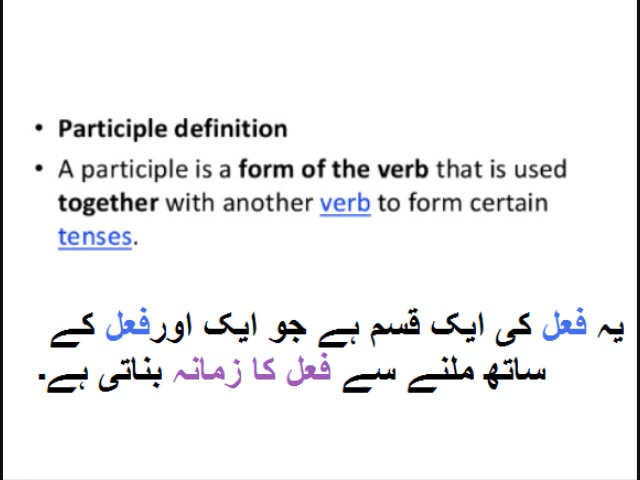 • Participle definition
• A participle is a form of the verb that is used
together with another verb to form certain
tenses.
یہ فعل کی ایک قسم ہے جو ایک اورفعل کے
ساتھ ملنے سے فعل کا زمانہ بناتی ہے۔